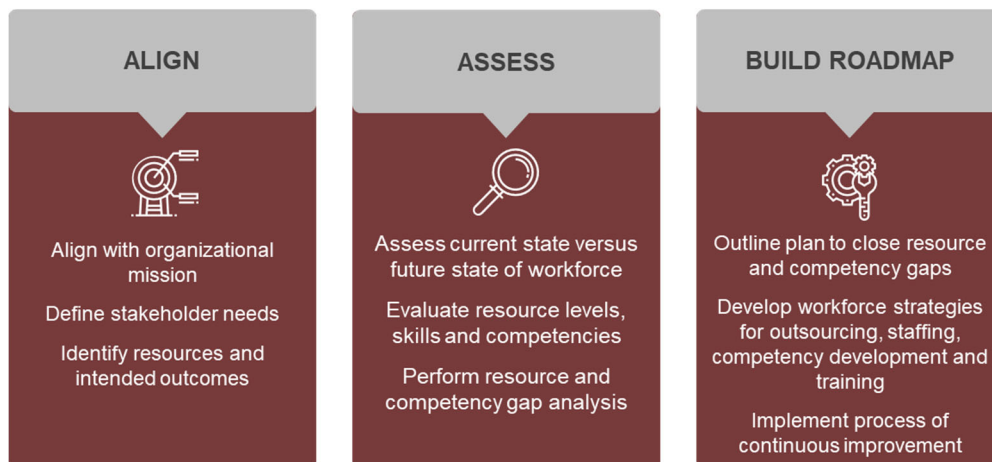 ALIGN
Align with organizational
mission
Define stakeholder needs
Identify resources and
intended outcomes
ASSESS
Assess current state versus
future state of workforce
Evaluate resource levels,
skills and competencies
Perform resource and
competency gap analysis
BUILD ROADMAP
Outline plan to close resource
and competency gaps
Develop workforce strategies
for outsourcing, staffing,
competency development and
training
Implement process of
continuous improvement